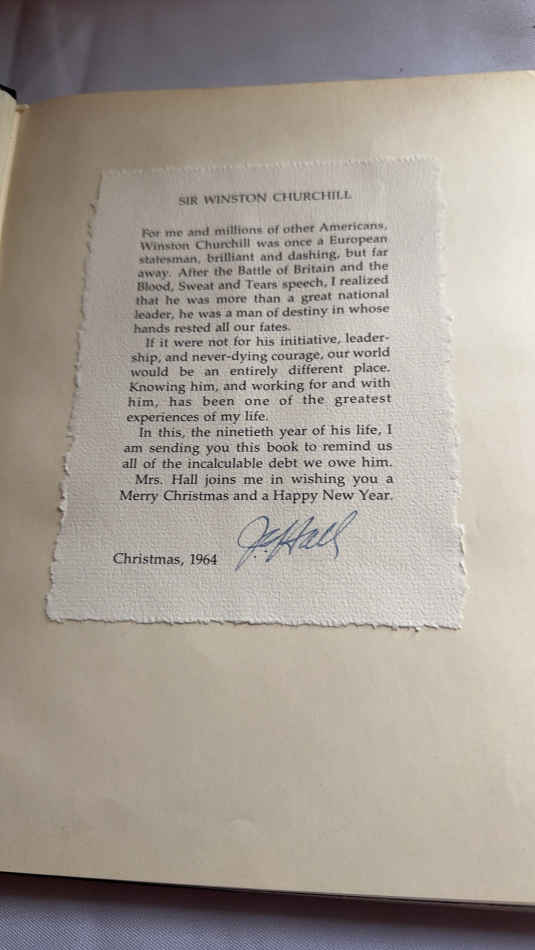 SIR WINSTON CHURCHILL
For me and millions of other Americans,
Winston Churchill was once a European
statesman, brilliant and dashing, but far
away. After the Battle of Britain and the
Blood, Sweat and Tears speech, I realized
that he was more than a great national
leader, he was a man of destiny in whose
hands rested all our fates.
If it were not for his initiative, leader-
ship, and never-dying courage, our world
would be an entirely different place.
Knowing him, and working for and with
him, has been one of the greatest
experiences of my life.
In this, the ninetieth year of his life, I
am sending you this book to remind us
all of the incalculable debt we owe him.
Mrs. Hall joins me in wishing you a
Merry Christmas and a Happy New Year.
J.C. Hall
Christmas, 1964